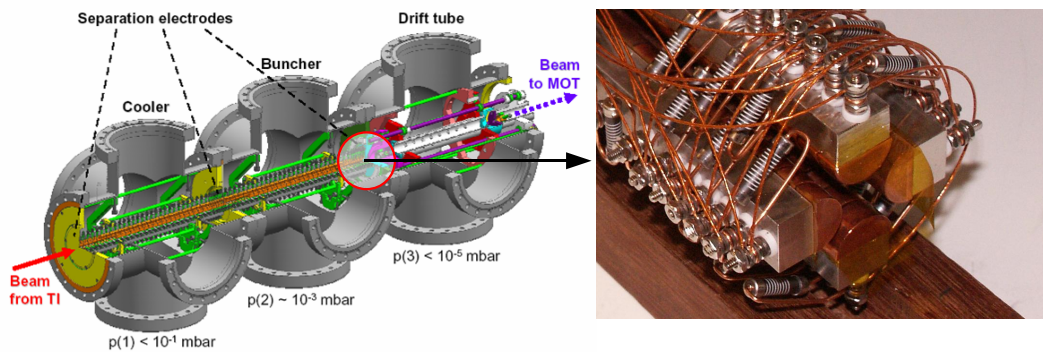 Separation electrodes
Drift tube
Buncher
Beam
to MOT
Cooler
p(3) < 10⁻⁵ mbar
Beam
from TI
p(2) ~ 10⁻³ mbar
p(1) < 10⁻¹ mbar